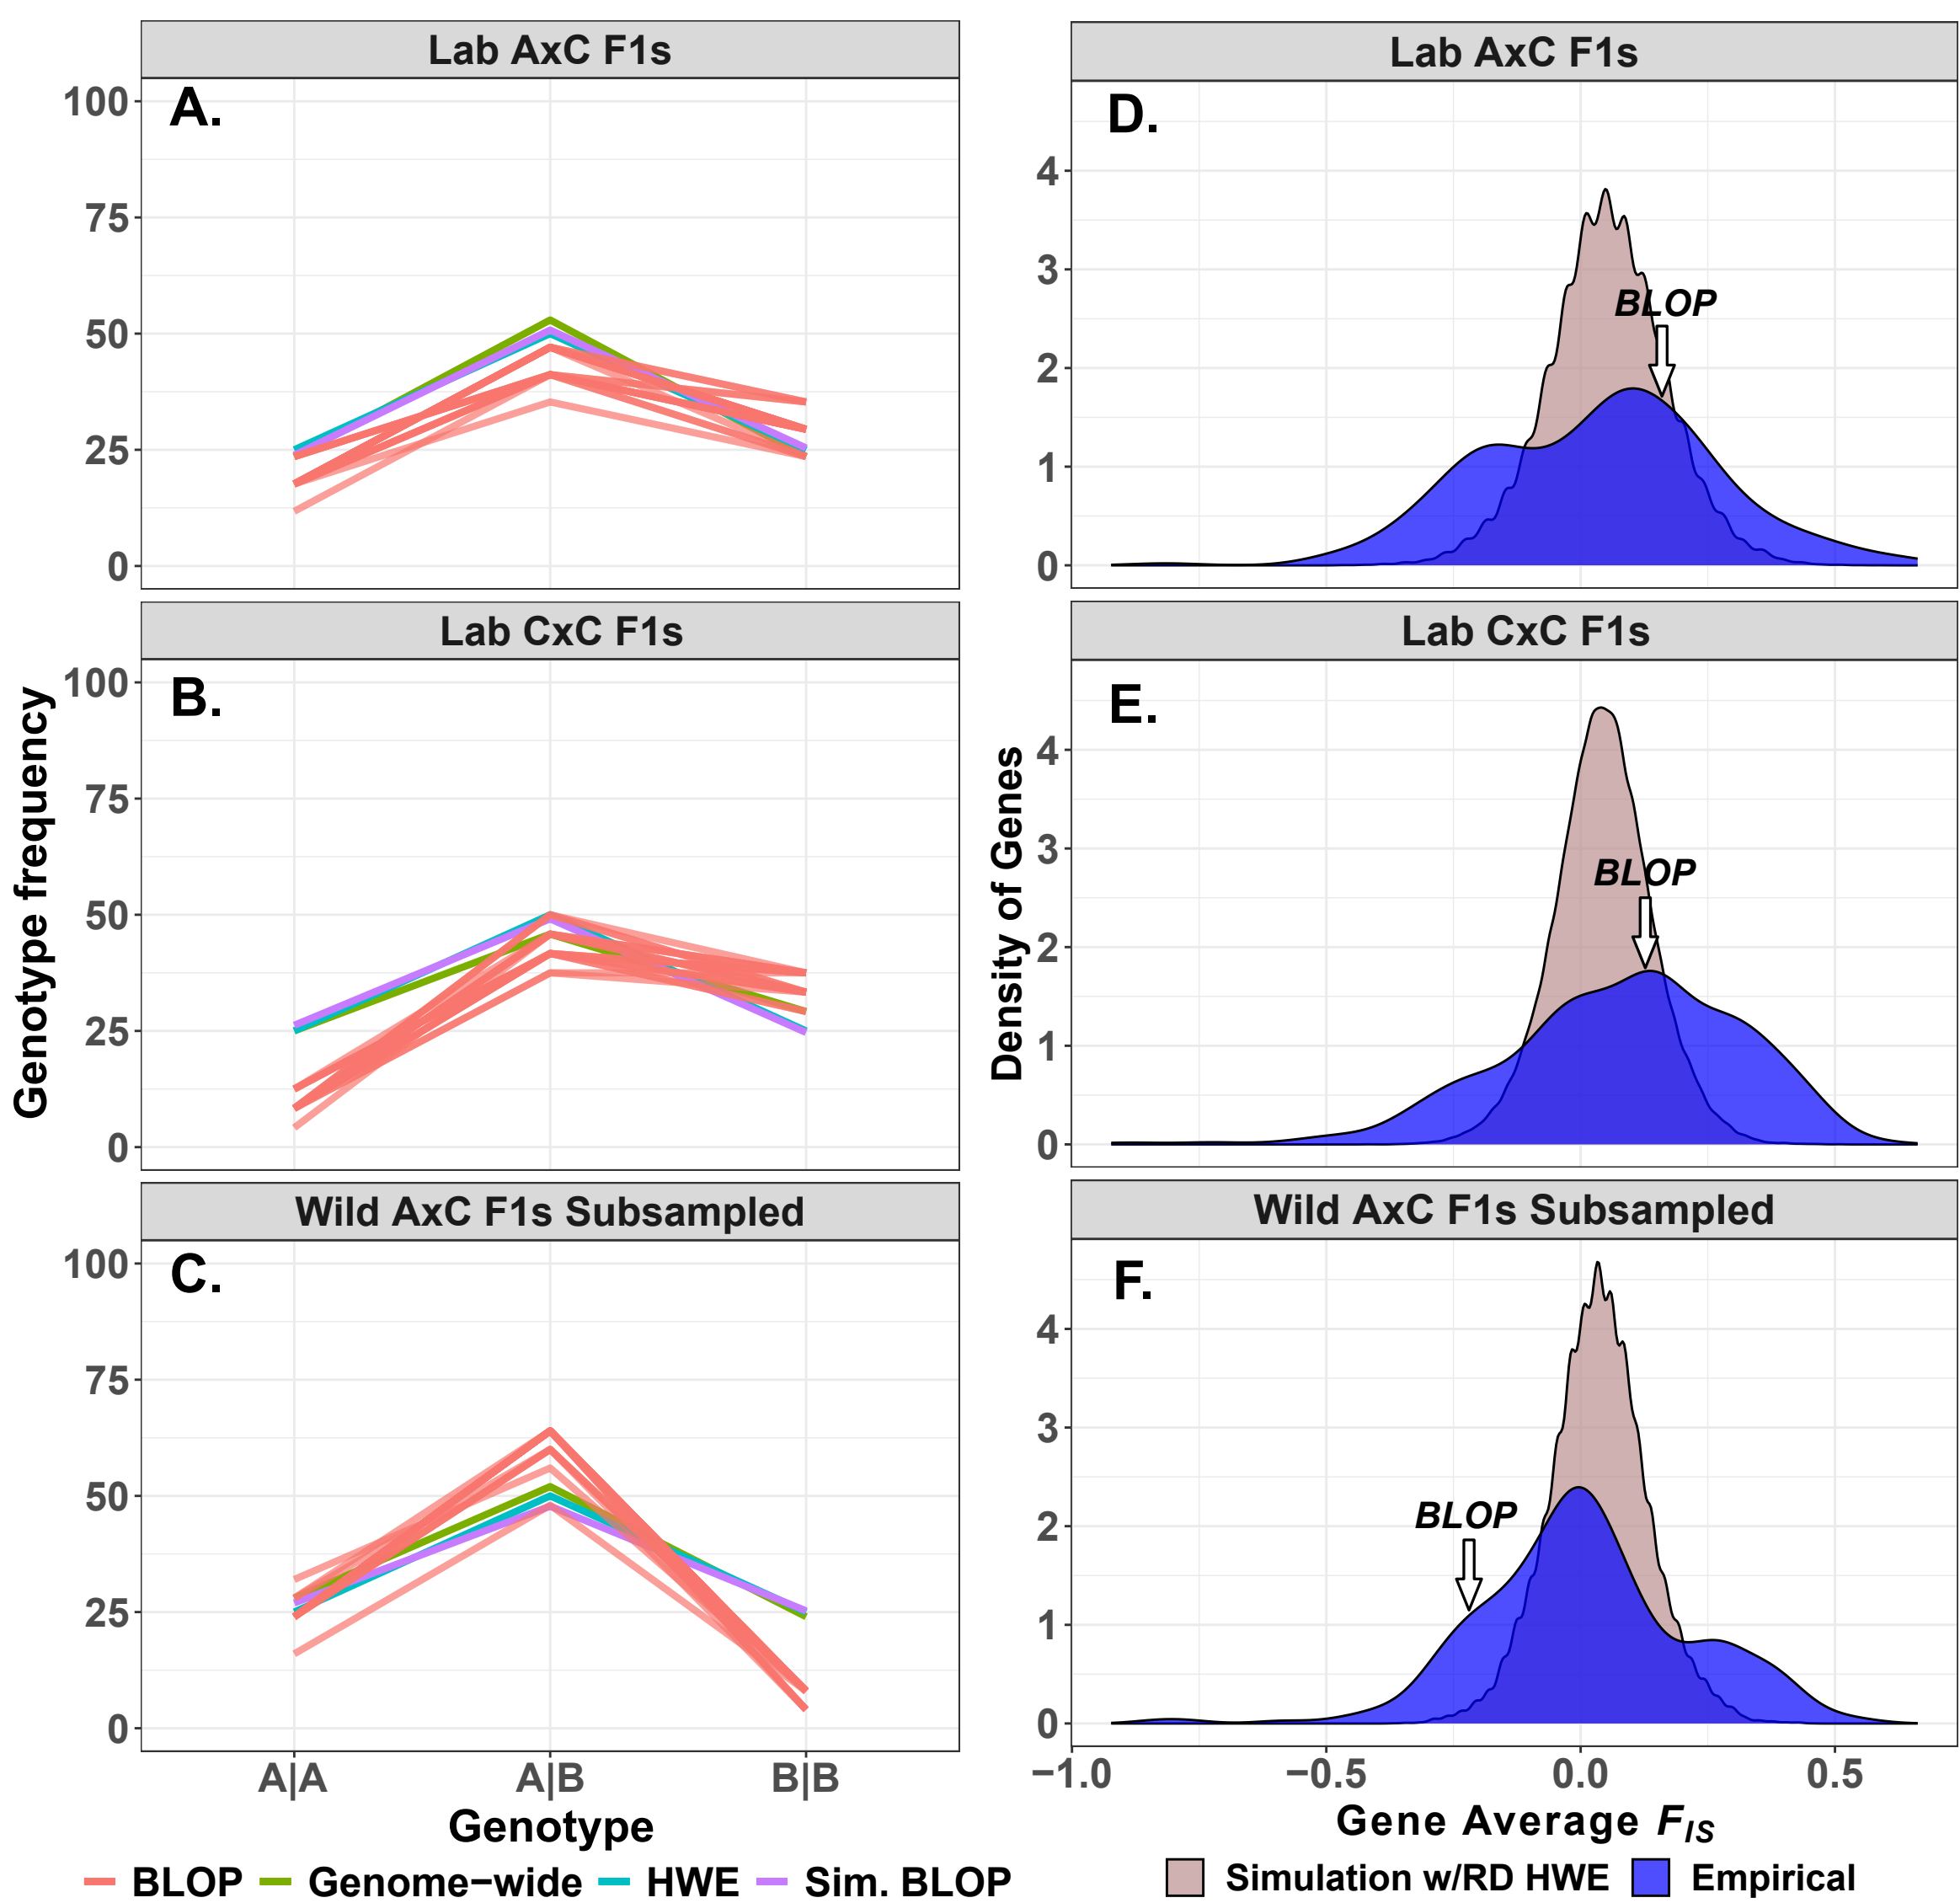 Lab AxC F1s
A.
100
75
50
25
0
Lab CxC F1s
B.
100
75
50
25
0
Wild AxC F1s Subsampled
C.
100
75
50
25
0
A|A A|B B|B
Genotype
Genotype frequency
BLOP Genome−wide HWE Sim. BLOP
Lab AxC F1s
D.
4
3
2
1
0
BLOP
Lab CxC F1s
E.
4
3
2
1
0
BLOP
Wild AxC F1s Subsampled
F.
4
3
2
1
0
BLOP
−1.0 −0.5 0.0 0.5
Gene Average FIS
Density of Genes
Simulation w/RD HWE Empirical